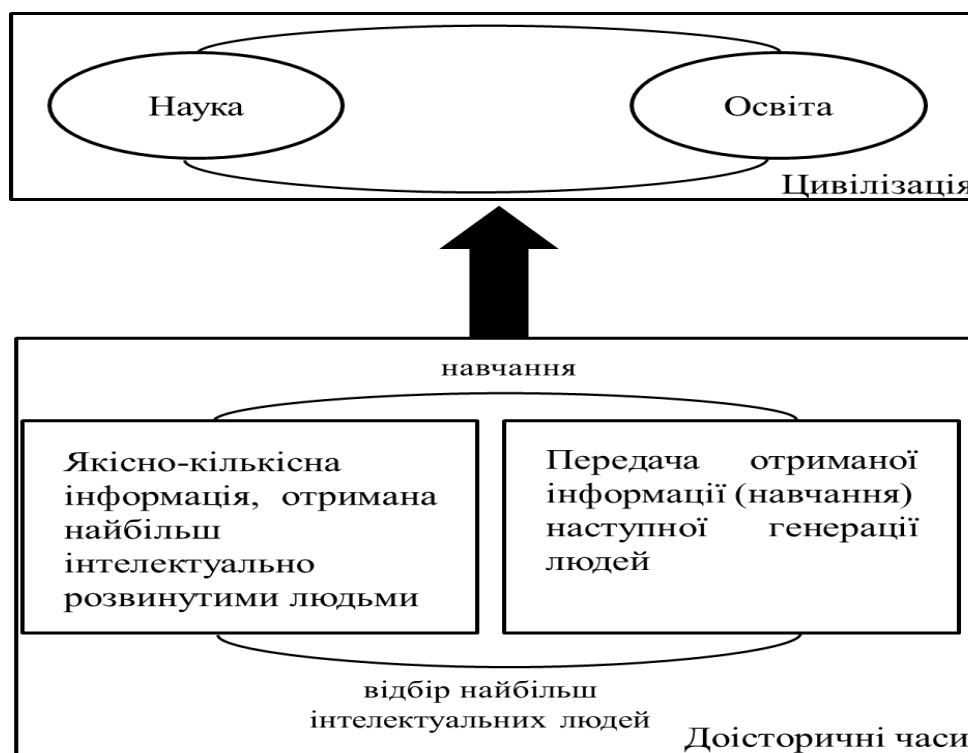 Наука
Освіта
Цивілізація
навчання
Якісно-кількісна
інформація, отримана
найбільш
інтелектуально
розвинутими людьми
Передача отриманої
інформації (навчання)
наступної генерації
людей
відбір найбільш
інтелектуальних людей
Доісторичні часи